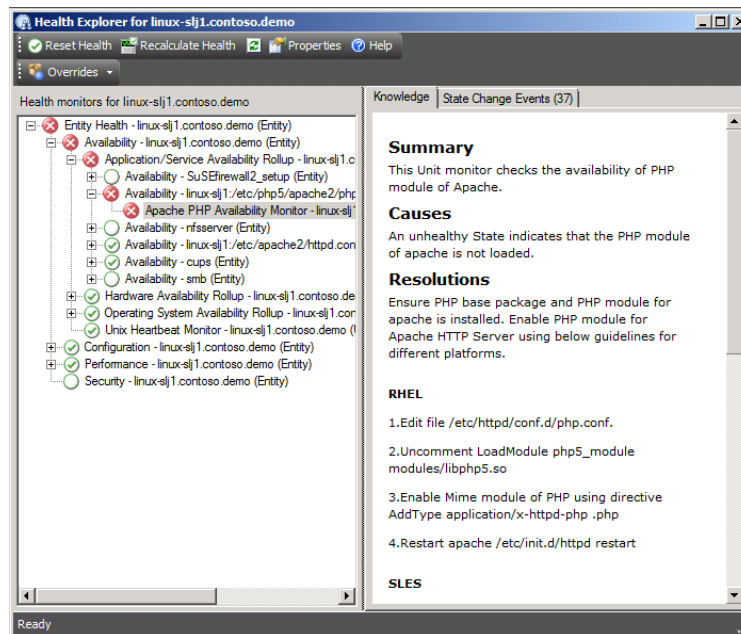 Health Explorer for linux-slj1.contoso.demo
Reset Health Recalculate Health Properties Help
Overrides
Health monitors for linux-slj1.contoso.demo
Entity Health - linux-slj1.contoso.demo (Entity)
Availability - linux-slj1.contoso.demo (Entity)
Application/Service Availability Rollup - linux-slj1.c
Availability - SuSEfirewall2_setup (Entity)
Availability - linux-slj1:/etc/php5/apache2/php
Apache PHP Availability Monitor - linux-slj
Availability - nfsserver (Entity)
Availability - linux-slj1:/etc/apache2/httpd.con
Availability - cups (Entity)
Availability - smb (Entity)
Hardware Availability Rollup - linux-slj1.contoso.de
Operating System Availability Rollup - linux-slj1.con
Unix Heartbeat Monitor - linux-slj1.contoso.demo (
Configuration - linux-slj1.contoso.demo (Entity)
Performance - linux-slj1.contoso.demo (Entity)
Security - linux-slj1.contoso.demo (Entity)
Knowledge State Change Events (37)
Summary
This Unit monitor checks the availability of PHP
module of Apache.
Causes
An unhealthy State indicates that the PHP module
of apache is not loaded.
Resolutions
Ensure PHP base package and PHP module for
apache is installed. Enable PHP module for
Apache HTTP Server using below guidelines for
different platforms.
RHEL
1.Edit file /etc/httpd/conf.d/php.conf.
2.Uncomment LoadModule php5_module
modules/libphp5.so
3.Enable Mime module of PHP using directive
AddType application/x-httpd-php .php
4.Restart apache /etc/init.d/httpd restart
SLES
Ready